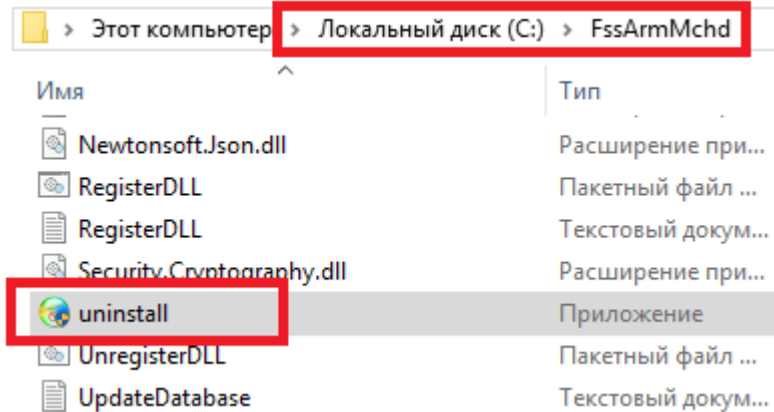 Этот компьютер > Локальный диск (C:) > FssArmMchd
Имя Тип
Newtonsoft.Json.dll Расширение при...
RegisterDLL Пакетный файл ...
RegisterDLL Текстовый докум...
Security.Cryptography.dll Расширение при...
uninstall Приложение
UnregisterDLL Пакетный файл ...
UpdateDatabase Текстовый докум...